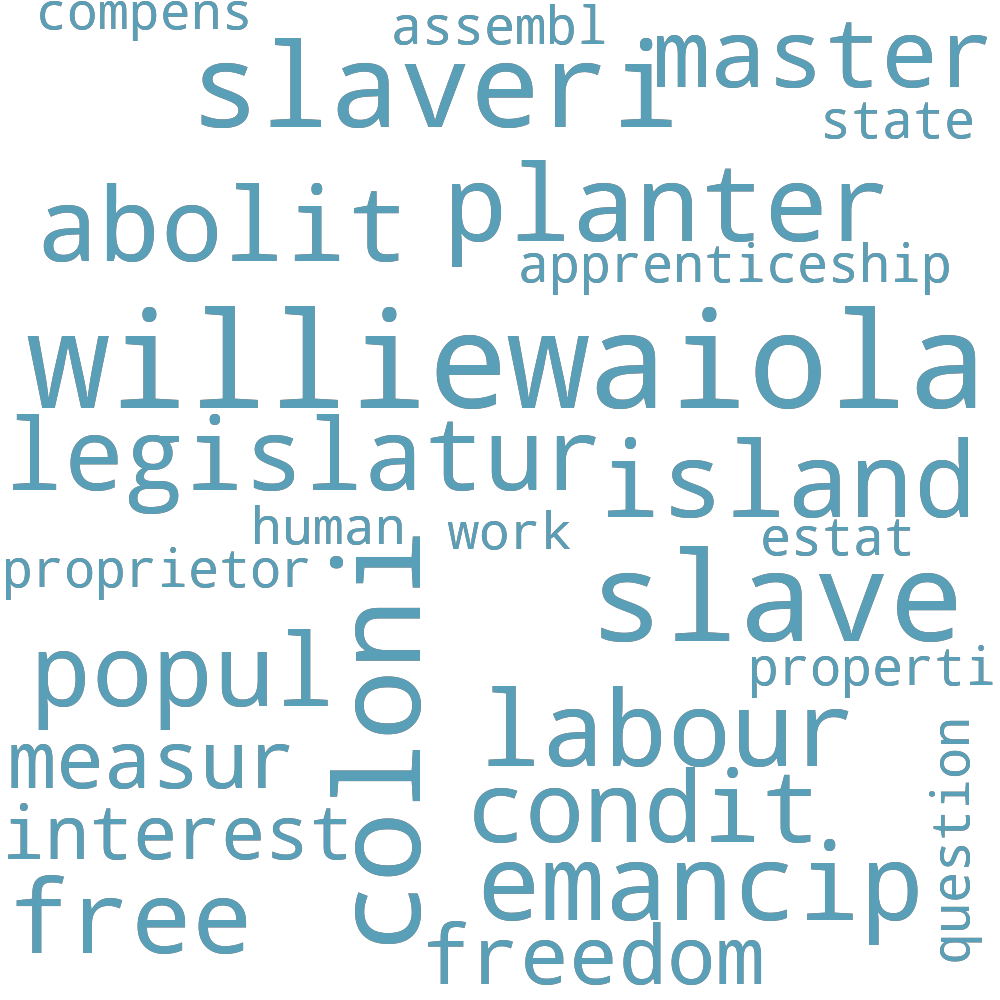 compens
assembl
slaveri
master
state
abolit
planter
apprenticeship
williewaiola
legislatur
island
human
work
estat
proprietor
coloni
slave
popul
properti
labour
measur
condit
question
interest
emancip
free
freedom